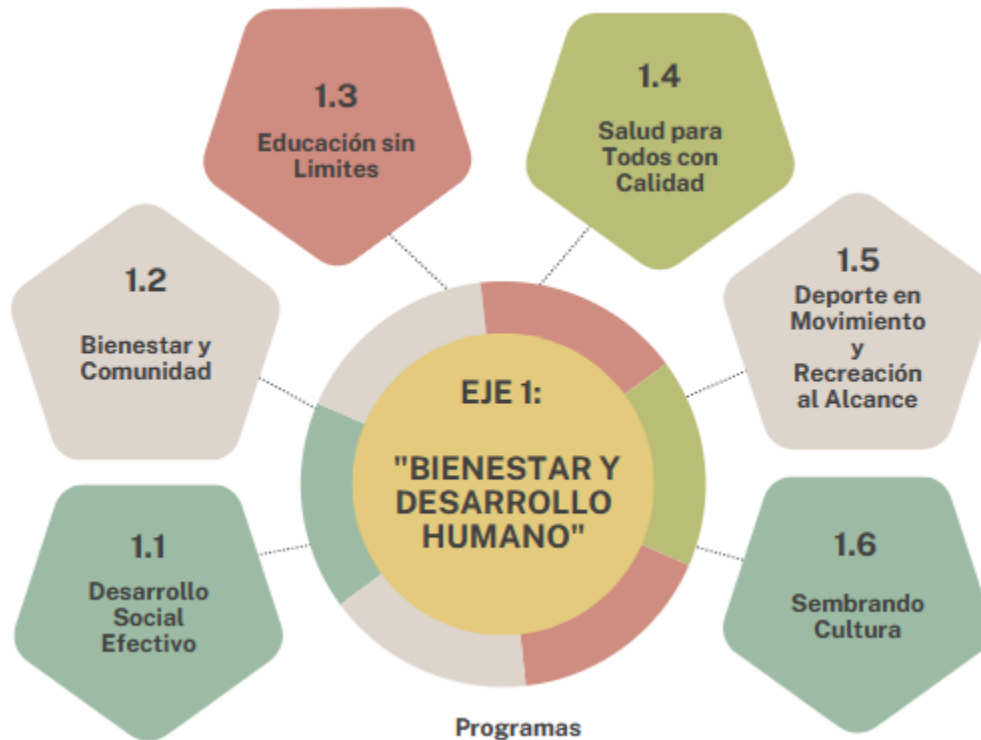 1.3
Educación sin
Limites
1.4
Salud para
Todos con
Calidad
1.2
Bienestar y
Comunidad
1.5
Deporte en
Movimiento
y
Recreación
al Alcance
EJE 1:
"BIENESTAR Y
DESARROLLO
HUMANO"
1.1
Desarrollo
Social
Efectivo
1.6
Sembrando
Cultura
Programas